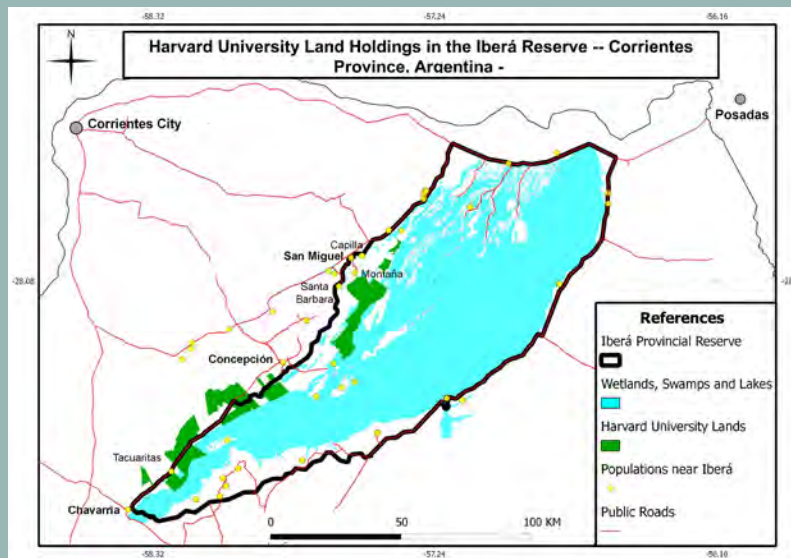 -58.32 -57.24 -56.16
N
Harvard University Land Holdings in the Iberá Reserve -- Corrientes
Province, Argentina -
Posadas
Corrientes City
Capilla
San Miguel
Montaña
-28.08
Santa
Barbara
References
Iberá Provincial Reserve
Concepción
Wetlands, Swamps and Lakes
Harvard University Lands
Tacuaritas
Populations near Iberá
Chavarria
Public Roads
0 50 100 KM
-58.32 -57.24 -56.16